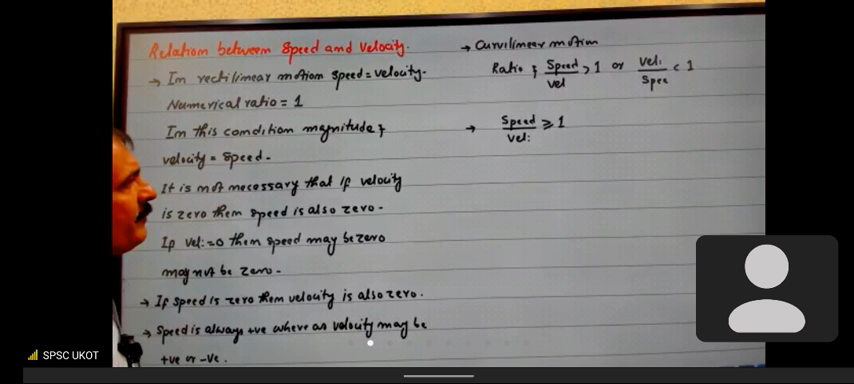 Relation between Speed and Velocity.
→ In rectilinear motion speed = velocity.
Numerical ratio = 1
In this condition magnitude of
velocity = speed.
It is not necessary that if velocity
is zero then speed is also zero.
If vel: = 0 then speed may be zero
may not be zero.
→ If speed is zero then velocity is also zero.
→ Speed is always +ve where as velocity may be
+ve or -ve.
→ Curvilinear motion
Ratio of Speed/vel > 1 or Vel:/Spee < 1
→ Speed/Vel: ⩾ 1
SPSC UKOT